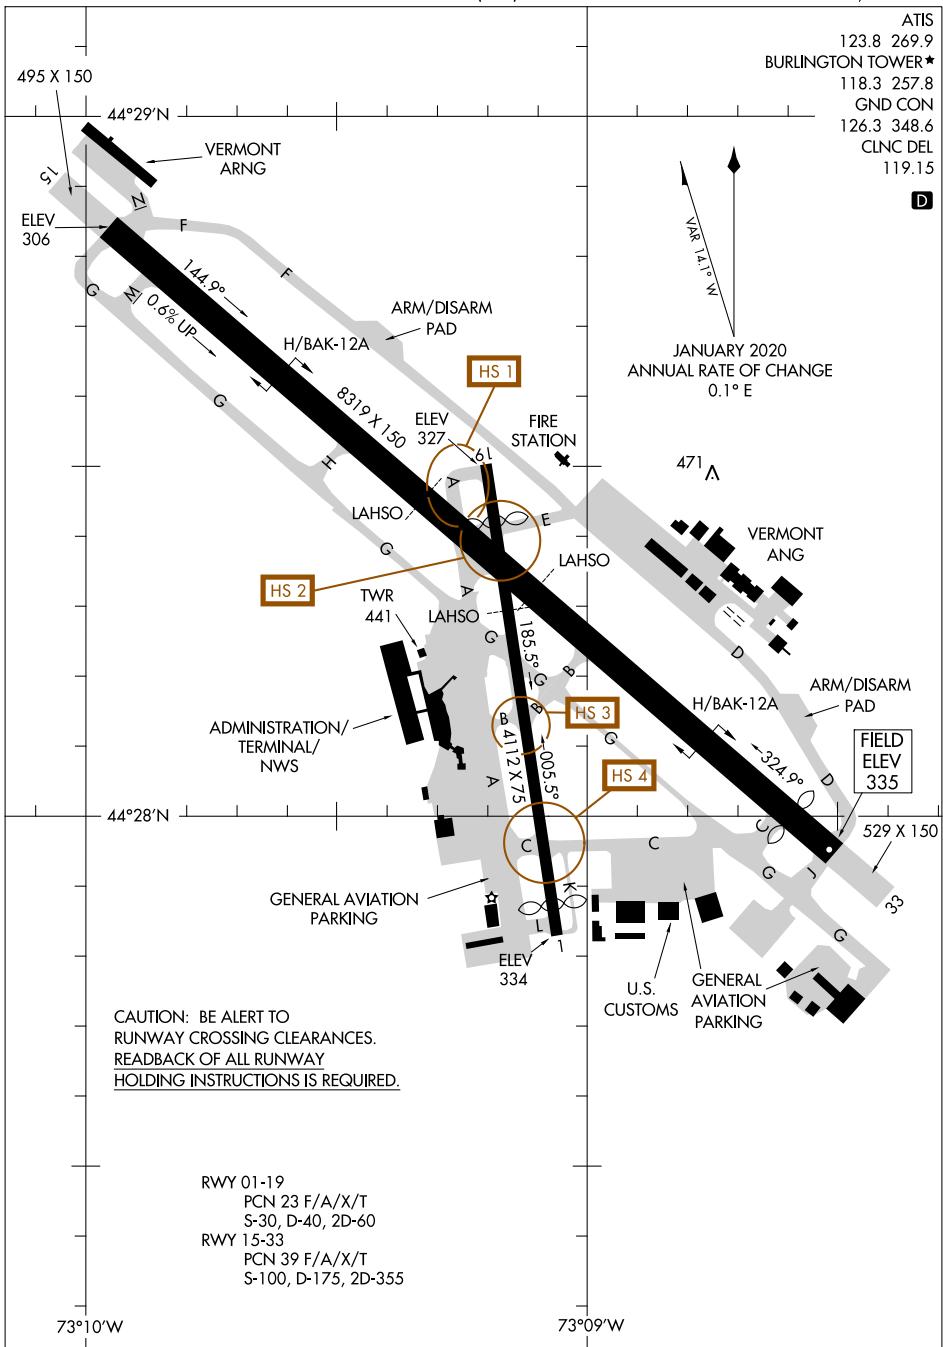 ATIS
123.8 269.9
BURLINGTON TOWER★
118.3 257.8
GND CON
126.3 348.6
CLNC DEL
119.15
D
495 X 150
44°29'N
VERMONT
ARNG
15
N
ELEV
306
F
G
M
144.9°
0.6% UP
F
VAR 14.1° W
ARM/DISARM
PAD
H/BAK-12A
JANUARY 2020
ANNUAL RATE OF CHANGE
0.1° E
HS 1
G
8319 X 150
ELEV
327
FIRE
STATION
19
H
A
471
LAHSO
E
VERMONT
ANG
G
HS 2
LAHSO
TWR
441
A
LAHSO
G
185.5°
D
G
B
B
B
HS 3
G
H/BAK-12A
ARM/DISARM
PAD
ADMINISTRATION/
TERMINAL/
NWS
4112 X 75
005.5°
A
HS 4
324.9°
D
FIELD
ELEV
335
44°28'N
529 X 150
C
C
C
G
J
K
33
GENERAL AVIATION
PARKING
L
1
G
ELEV
334
U.S.
CUSTOMS
GENERAL
AVIATION
PARKING
CAUTION: BE ALERT TO
RUNWAY CROSSING CLEARANCES.
READBACK OF ALL RUNWAY
HOLDING INSTRUCTIONS IS REQUIRED.
RWY 01-19
PCN 23 F/A/X/T
S-30, D-40, 2D-60
RWY 15-33
PCN 39 F/A/X/T
S-100, D-175, 2D-355
73°10'W
73°09'W